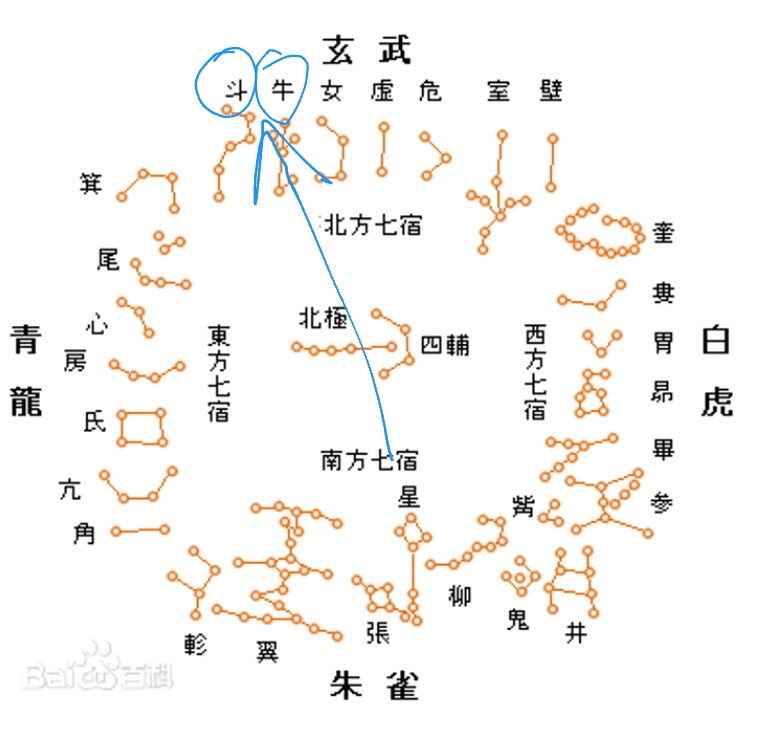 玄武
斗 牛 女 虛 危 室 壁
箕
北方七宿
奎
尾
婁
心
北極
青龍
東方七宿
四輔
西方七宿
胃
白虎
房
昴
氐
南方七宿
畢
亢
星
觜
参
角
柳
鬼
井
軫
翼
張
朱雀
Bai百科